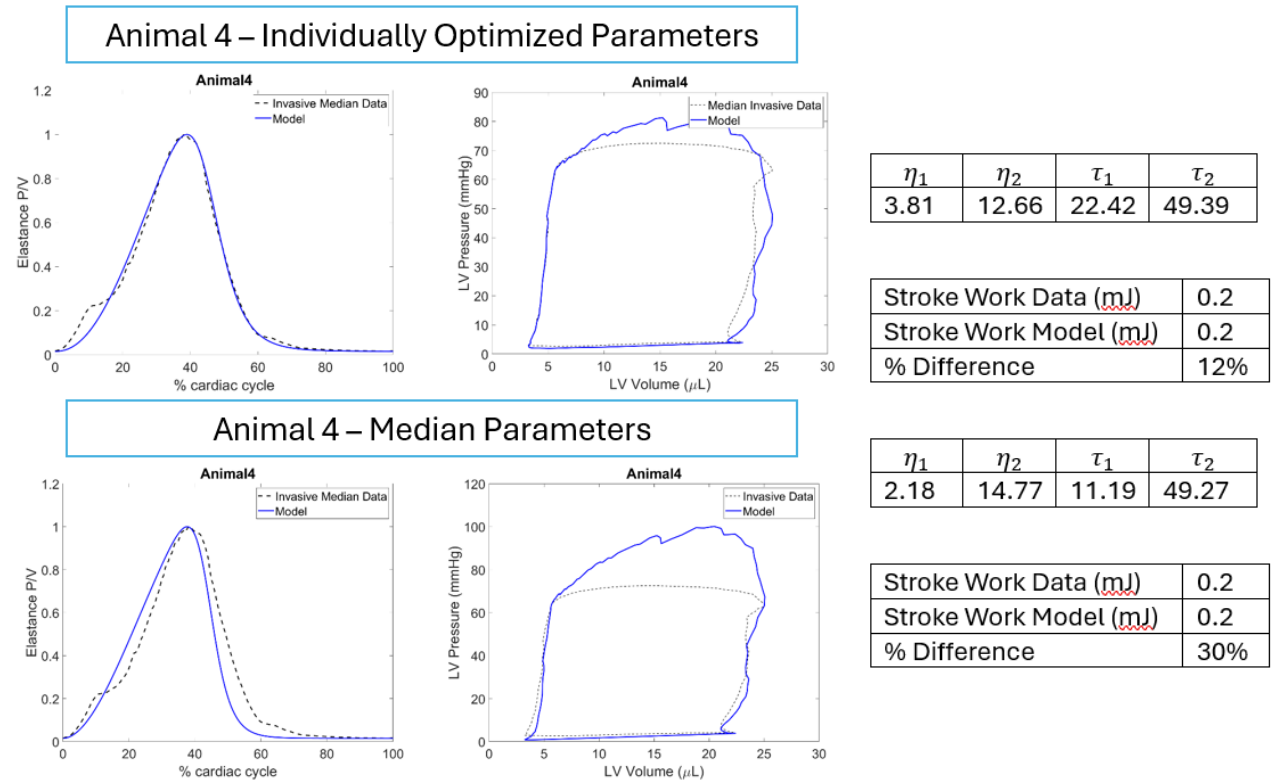 Animal 4 – Individually Optimized Parameters
Animal4
1.2
1
0.8
0.6
0.4
0.2
0
Elastance P/V
Invasive Median Data
Model
0 20 40 60 80 100
% cardiac cycle
Animal4
90
80
70
60
50
40
30
20
10
0
LV Pressure (mmHg)
Median Invasive Data
Model
0 5 10 15 20 25 30
LV Volume (μL)
η₁ η₂ τ₁ τ₂
3.81 12.66 22.42 49.39
Stroke Work Data (mJ) 0.2
Stroke Work Model (mJ) 0.2
% Difference 12%
Animal 4 – Median Parameters
Animal4
1.2
1
0.8
0.6
0.4
0.2
0
Elastance P/V
Invasive Median Data
Model
0 20 40 60 80 100
% cardiac cycle
Animal4
120
100
80
60
40
20
0
LV Pressure (mmHg)
Invasive Data
Model
0 5 10 15 20 25 30
LV Volume (μL)
η₁ η₂ τ₁ τ₂
2.18 14.77 11.19 49.27
Stroke Work Data (mJ) 0.2
Stroke Work Model (mJ) 0.2
% Difference 30%